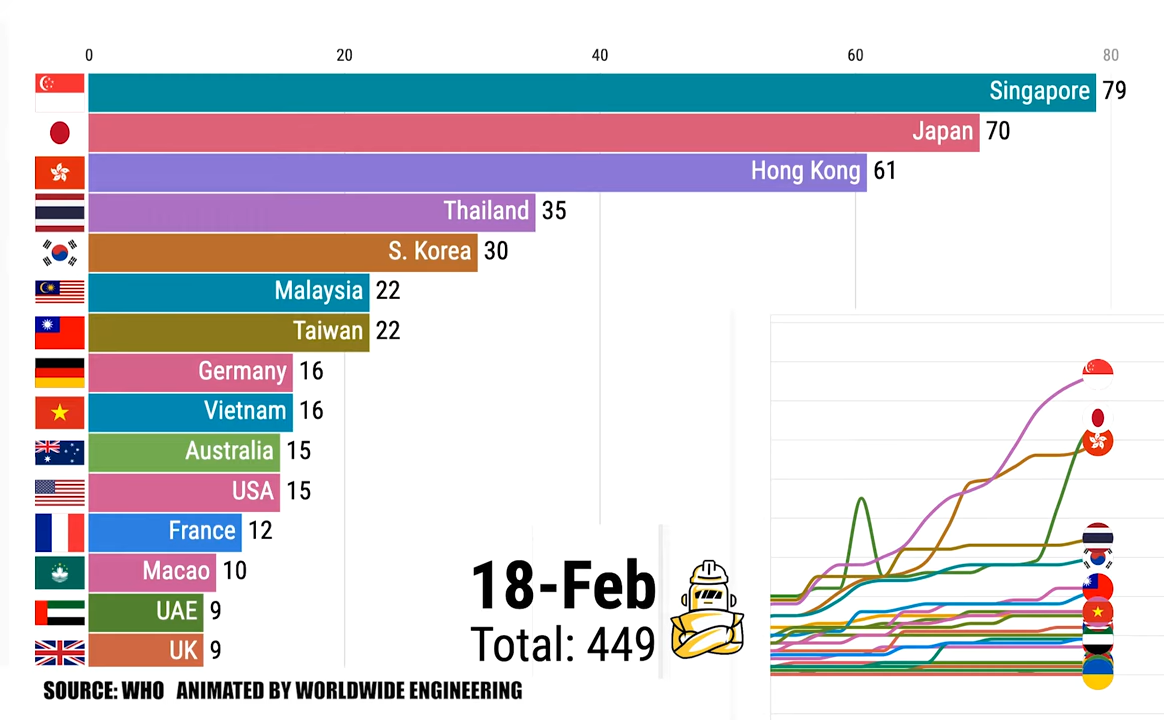 0 20 40 60 80
Singapore 79
Japan 70
Hong Kong 61
Thailand 35
S. Korea 30
Malaysia 22
Taiwan 22
Germany 16
Vietnam 16
Australia 15
USA 15
France 12
Macao 10
UAE 9
UK 9
18-Feb
Total: 449
SOURCE: WHO ANIMATED BY WORLDWIDE ENGINEERING